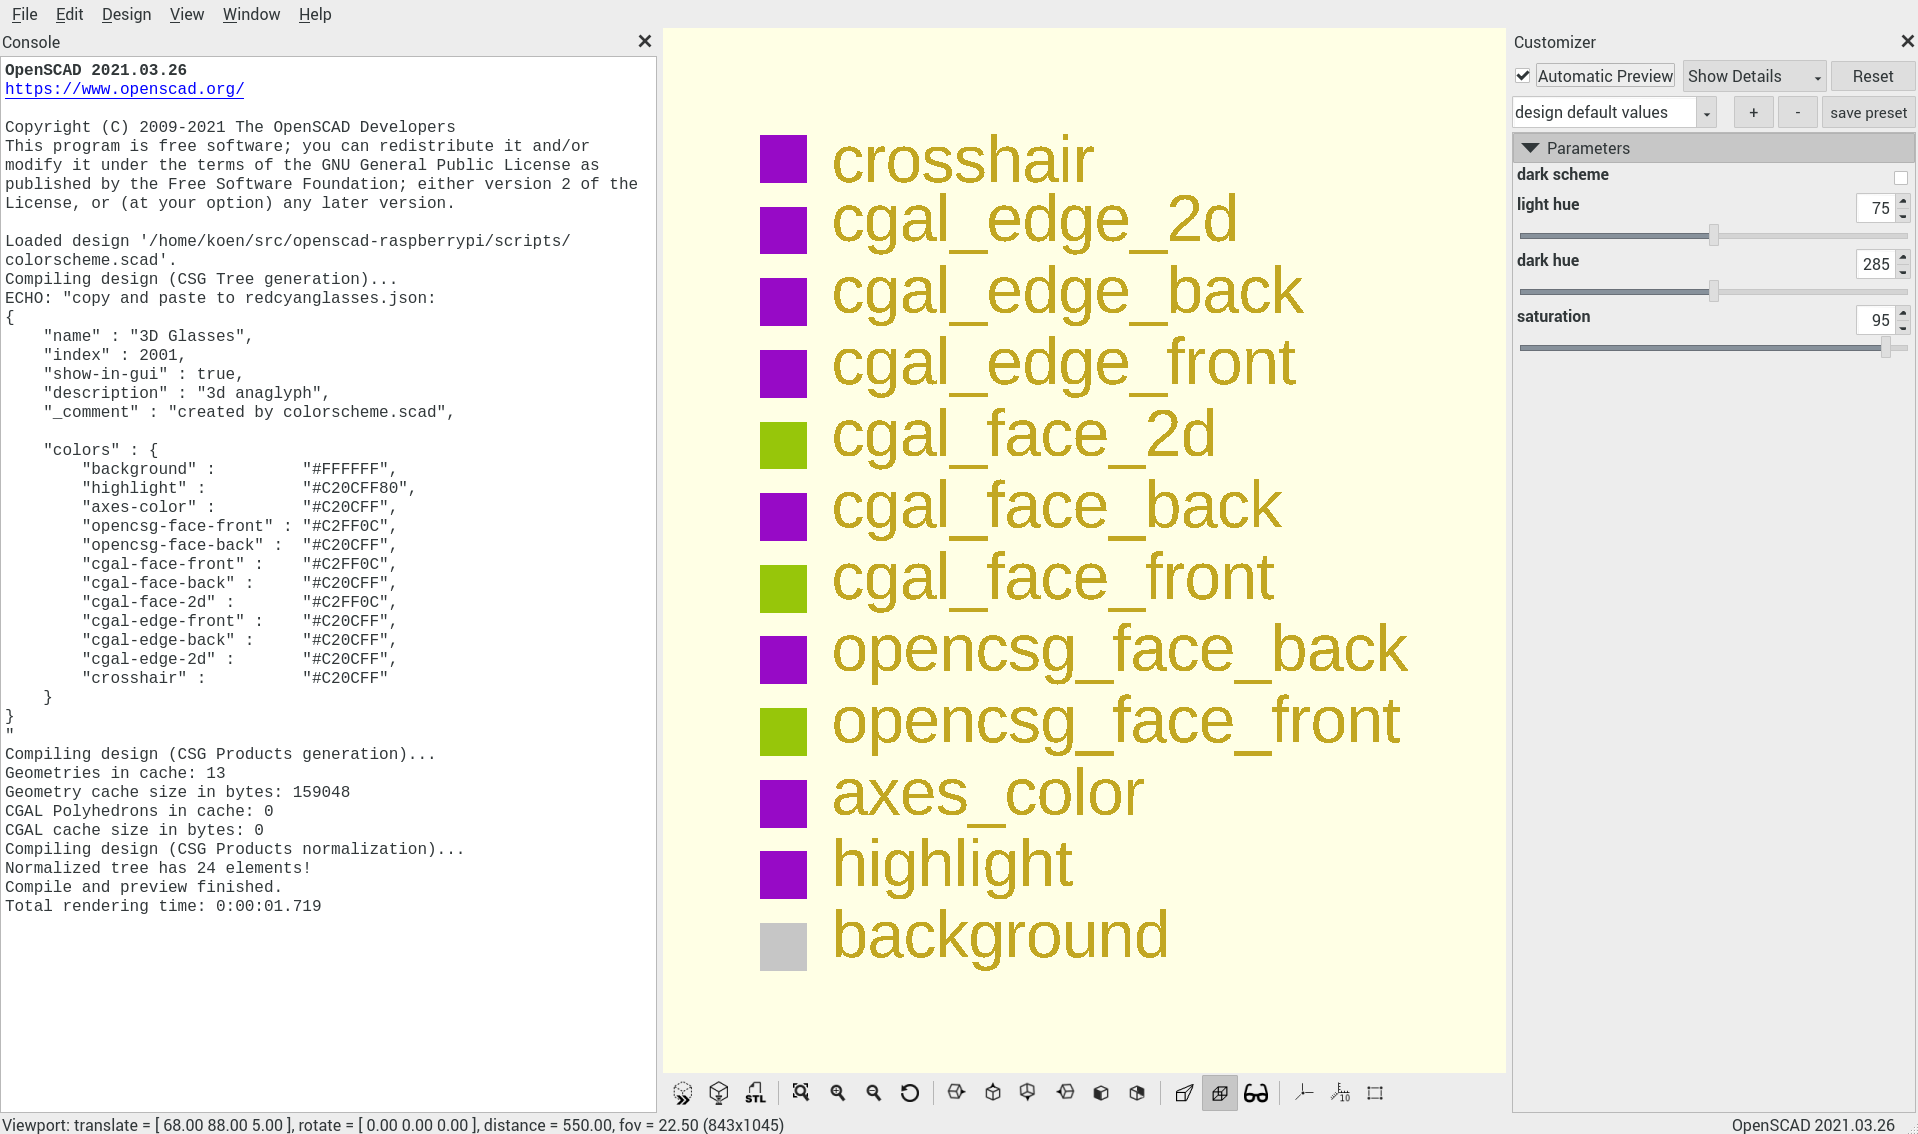 File Edit Design View Window Help
Console
OpenSCAD 2021.03.26
https://www.openscad.org/
Copyright (C) 2009-2021 The OpenSCAD Developers
This program is free software; you can redistribute it and/or
modify it under the terms of the GNU General Public License as
published by the Free Software Foundation; either version 2 of the
License, or (at your option) any later version.
Loaded design '/home/koen/src/openscad-raspberrypi/scripts/
colorscheme.scad'.
Compiling design (CSG Tree generation)...
ECHO: "copy and paste to redcyanglasses.json:
{
    "name" : "3D Glasses",
    "index" : 2001,
    "show-in-gui" : true,
    "description" : "3d anaglyph",
    "_comment" : "created by colorscheme.scad",
    "colors" : {
        "background" :         "#FFFFFF",
        "highlight" :          "#C20CFF80",
        "axes-color" :         "#C20CFF",
        "opencsg-face-front" : "#C2FF0C",
        "opencsg-face-back" :  "#C20CFF",
        "cgal-face-front" :    "#C2FF0C",
        "cgal-face-back" :     "#C20CFF",
        "cgal-face-2d" :       "#C2FF0C",
        "cgal-edge-front" :    "#C20CFF",
        "cgal-edge-back" :     "#C20CFF",
        "cgal-edge-2d" :       "#C20CFF",
        "crosshair" :          "#C20CFF"
    }
}
"
Compiling design (CSG Products generation)...
Geometries in cache: 13
Geometry cache size in bytes: 159048
CGAL Polyhedrons in cache: 0
CGAL cache size in bytes: 0
Compiling design (CSG Products normalization)...
Normalized tree has 24 elements!
Compile and preview finished.
Total rendering time: 0:00:01.719
crosshair
cgal_edge_2d
cgal_edge_back
cgal_edge_front
cgal_face_2d
cgal_face_back
cgal_face_front
opencsg_face_back
opencsg_face_front
axes_color
highlight
background
STL
10
Customizer
Automatic Preview Show Details Reset
design default values + - save preset
Parameters
dark scheme
light hue 75
dark hue 285
saturation 95
Viewport: translate = [ 68.00 88.00 5.00 ], rotate = [ 0.00 0.00 0.00 ], distance = 550.00, fov = 22.50 (843x1045)
OpenSCAD 2021.03.26